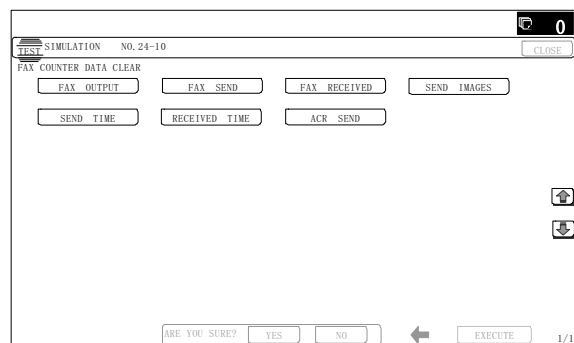 0
TEST SIMULATION NO. 24-10 CLOSE
FAX COUNTER DATA CLEAR
FAX OUTPUT FAX SEND FAX RECEIVED SEND IMAGES
SEND TIME RECEIVED TIME ACR SEND
ARE YOU SURE? YES NO EXECUTE 1/1